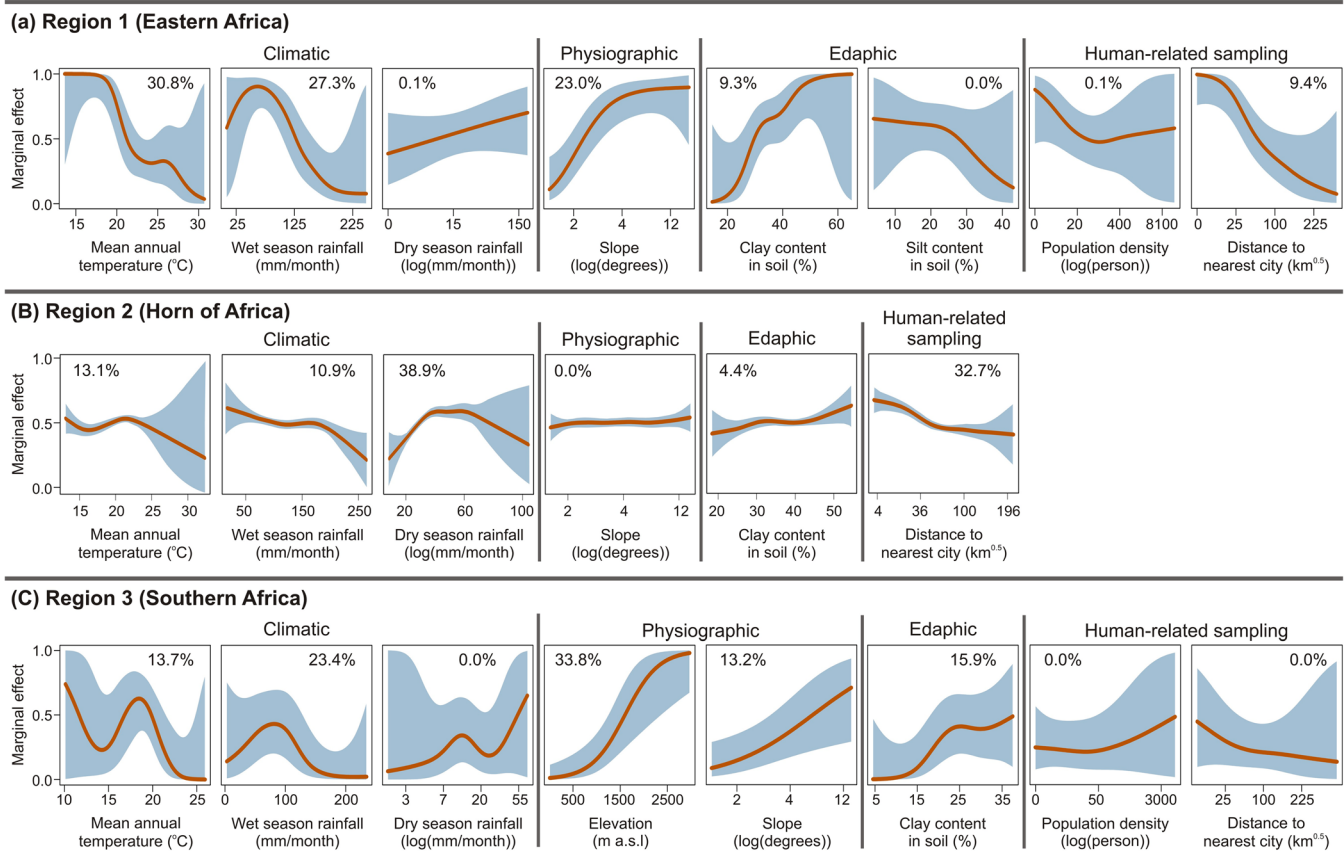 (a) Region 1 (Eastern Africa)
Climatic
Physiographic
Edaphic
Human-related sampling
Marginal effect
1.0
0.5
0.0
30.8%
15 20 25 30
Mean annual
temperature (°C)
27.3%
25 125 225
Wet season rainfall
(mm/month)
0.1%
0 15 150
Dry season rainfall
(log(mm/month))
23.0%
2 4 6 12
Slope
(log(degrees))
9.3%
20 40 60
Clay content
in soil (%)
0.0%
10 20 30 40
Silt content
in soil (%)
0.1%
0 20 400 8100
Population density
(log(person))
9.4%
0 25 100 225
Distance to
nearest city (km⁰·⁵)
(B) Region 2 (Horn of Africa)
Climatic
Physiographic
Edaphic
Human-related
sampling
Marginal effect
1.0
0.5
0.0
13.1%
15 20 25 30
Mean annual
temperature (°C)
10.9%
50 150 250
Wet season rainfall
(mm/month)
38.9%
20 60 100
Dry season rainfall
(log(mm/month)
0.0%
2 4 12
Slope
(log(degrees))
4.4%
20 30 40 50
Clay content
in soil (%)
32.7%
4 36 100 196
Distance to
nearest city (km⁰·⁵)
(C) Region 3 (Southern Africa)
Climatic
Physiographic
Edaphic
Human-related sampling
Marginal effect
1.0
0.5
0.0
13.7%
10 15 20 25
Mean annual
temperature (°C)
23.4%
0 100 200
Wet season rainfall
(mm/month)
0.0%
3 7 20 55
Dry season rainfall
(log(mm/month))
33.8%
500 1500 2500
Elevation
(m a.s.l)
13.2%
2 4 12
Slope
(log(degrees))
15.9%
5 15 25 35
Clay content
in soil (%)
0.0%
0 50 3000
Population density
(log(person))
0.0%
25 100 225
Distance to
nearest city (km⁰·⁵)